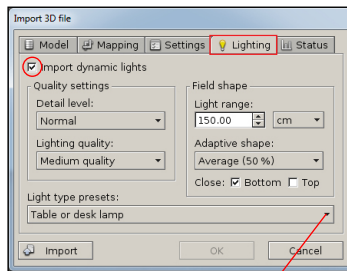 Import 3D file
Model Mapping Settings Lighting Status
Import dynamic lights
Quality settings
Detail level:
Normal
Lighting quality:
Medium quality
Field shape
Light range:
150.00 cm
Adaptive shape:
Average (50 %)
Close: Bottom Top
Light type presets:
Table or desk lamp
Import OK Cancel